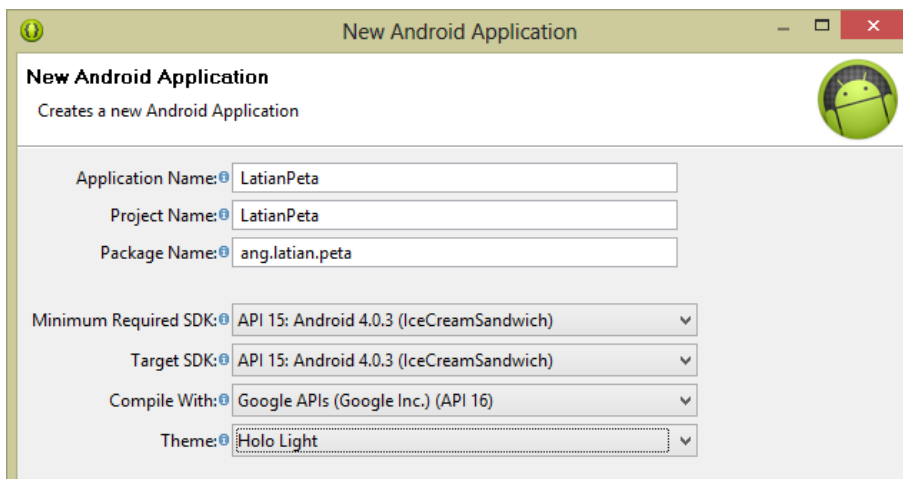 New Android Application
New Android Application
Creates a new Android Application
Application Name: LatianPeta
Project Name: LatianPeta
Package Name: ang.latian.peta
Minimum Required SDK: API 15: Android 4.0.3 (IceCreamSandwich)
Target SDK: API 15: Android 4.0.3 (IceCreamSandwich)
Compile With: Google APIs (Google Inc.) (API 16)
Theme: Holo Light